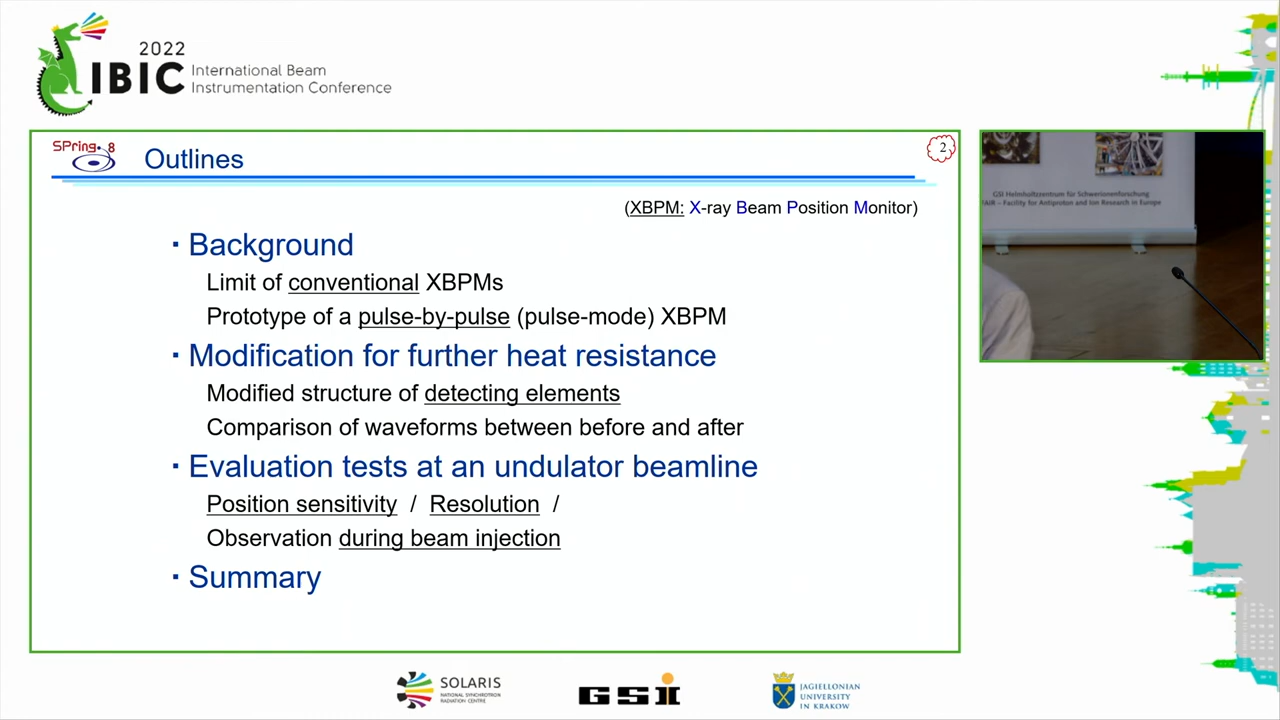 2022
IBIC International Beam
Instrumentation Conference
SPring-8
Outlines
2
(XBPM: X-ray Beam Position Monitor)
· Background
Limit of conventional XBPMs
Prototype of a pulse-by-pulse (pulse-mode) XBPM
· Modification for further heat resistance
Modified structure of detecting elements
Comparison of waveforms between before and after
· Evaluation tests at an undulator beamline
Position sensitivity / Resolution /
Observation during beam injection
· Summary
GSI Helmholtzzentrum für Schwerionenforschung
FAIR – Facility for Antiproton and Ion Research in Europe
SOLARIS
NATIONAL SYNCHROTRON
RADIATION CENTRE
GSI
JAGIELLONIAN
UNIVERSITY
IN KRAKOW